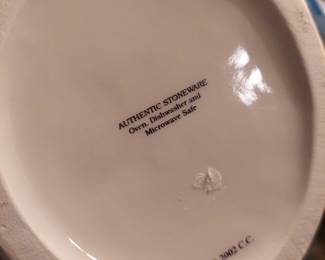 AUTHENTIC STONEWARE
Oven, Dishwasher and
Microwave Safe
2002 C.C.